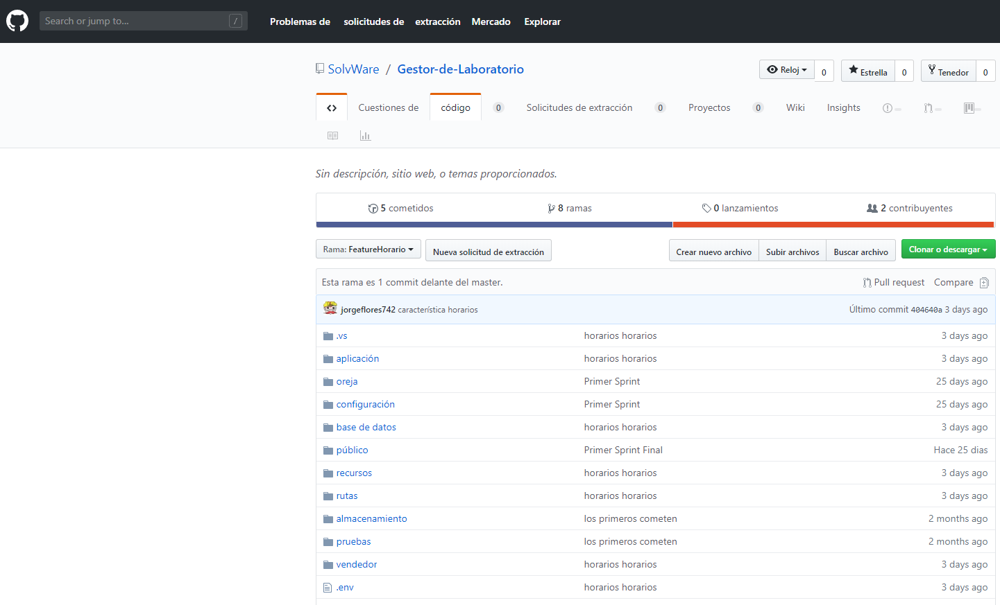 Search or jump to... / Problemas de solicitudes de extracción Mercado Explorar
SolvWare / Gestor-de-Laboratorio Reloj 0 Estrella 0 Tenedor 0
<> Cuestiones de código 0 Solicitudes de extracción 0 Proyectos 0 Wiki Insights
Sin descripción, sitio web, o temas proporcionados.
5 cometidos 8 ramas 0 lanzamientos 2 contribuyentes
Rama: FeatureHorario Nueva solicitud de extracción Crear nuevo archivo Subir archivos Buscar archivo Clonar o descargar
Esta rama es 1 commit delante del master. Pull request Compare
jorgeflores742 característica horarios Último commit 404640a 3 days ago
.vs horarios horarios 3 days ago
aplicación horarios horarios 3 days ago
oreja Primer Sprint 25 days ago
configuración Primer Sprint 25 days ago
base de datos horarios horarios 3 days ago
público Primer Sprint Final Hace 25 dias
recursos horarios horarios 3 days ago
rutas horarios horarios 3 days ago
almacenamiento los primeros cometen 2 months ago
pruebas los primeros cometen 2 months ago
vendedor horarios horarios 3 days ago
.env horarios horarios 3 days ago